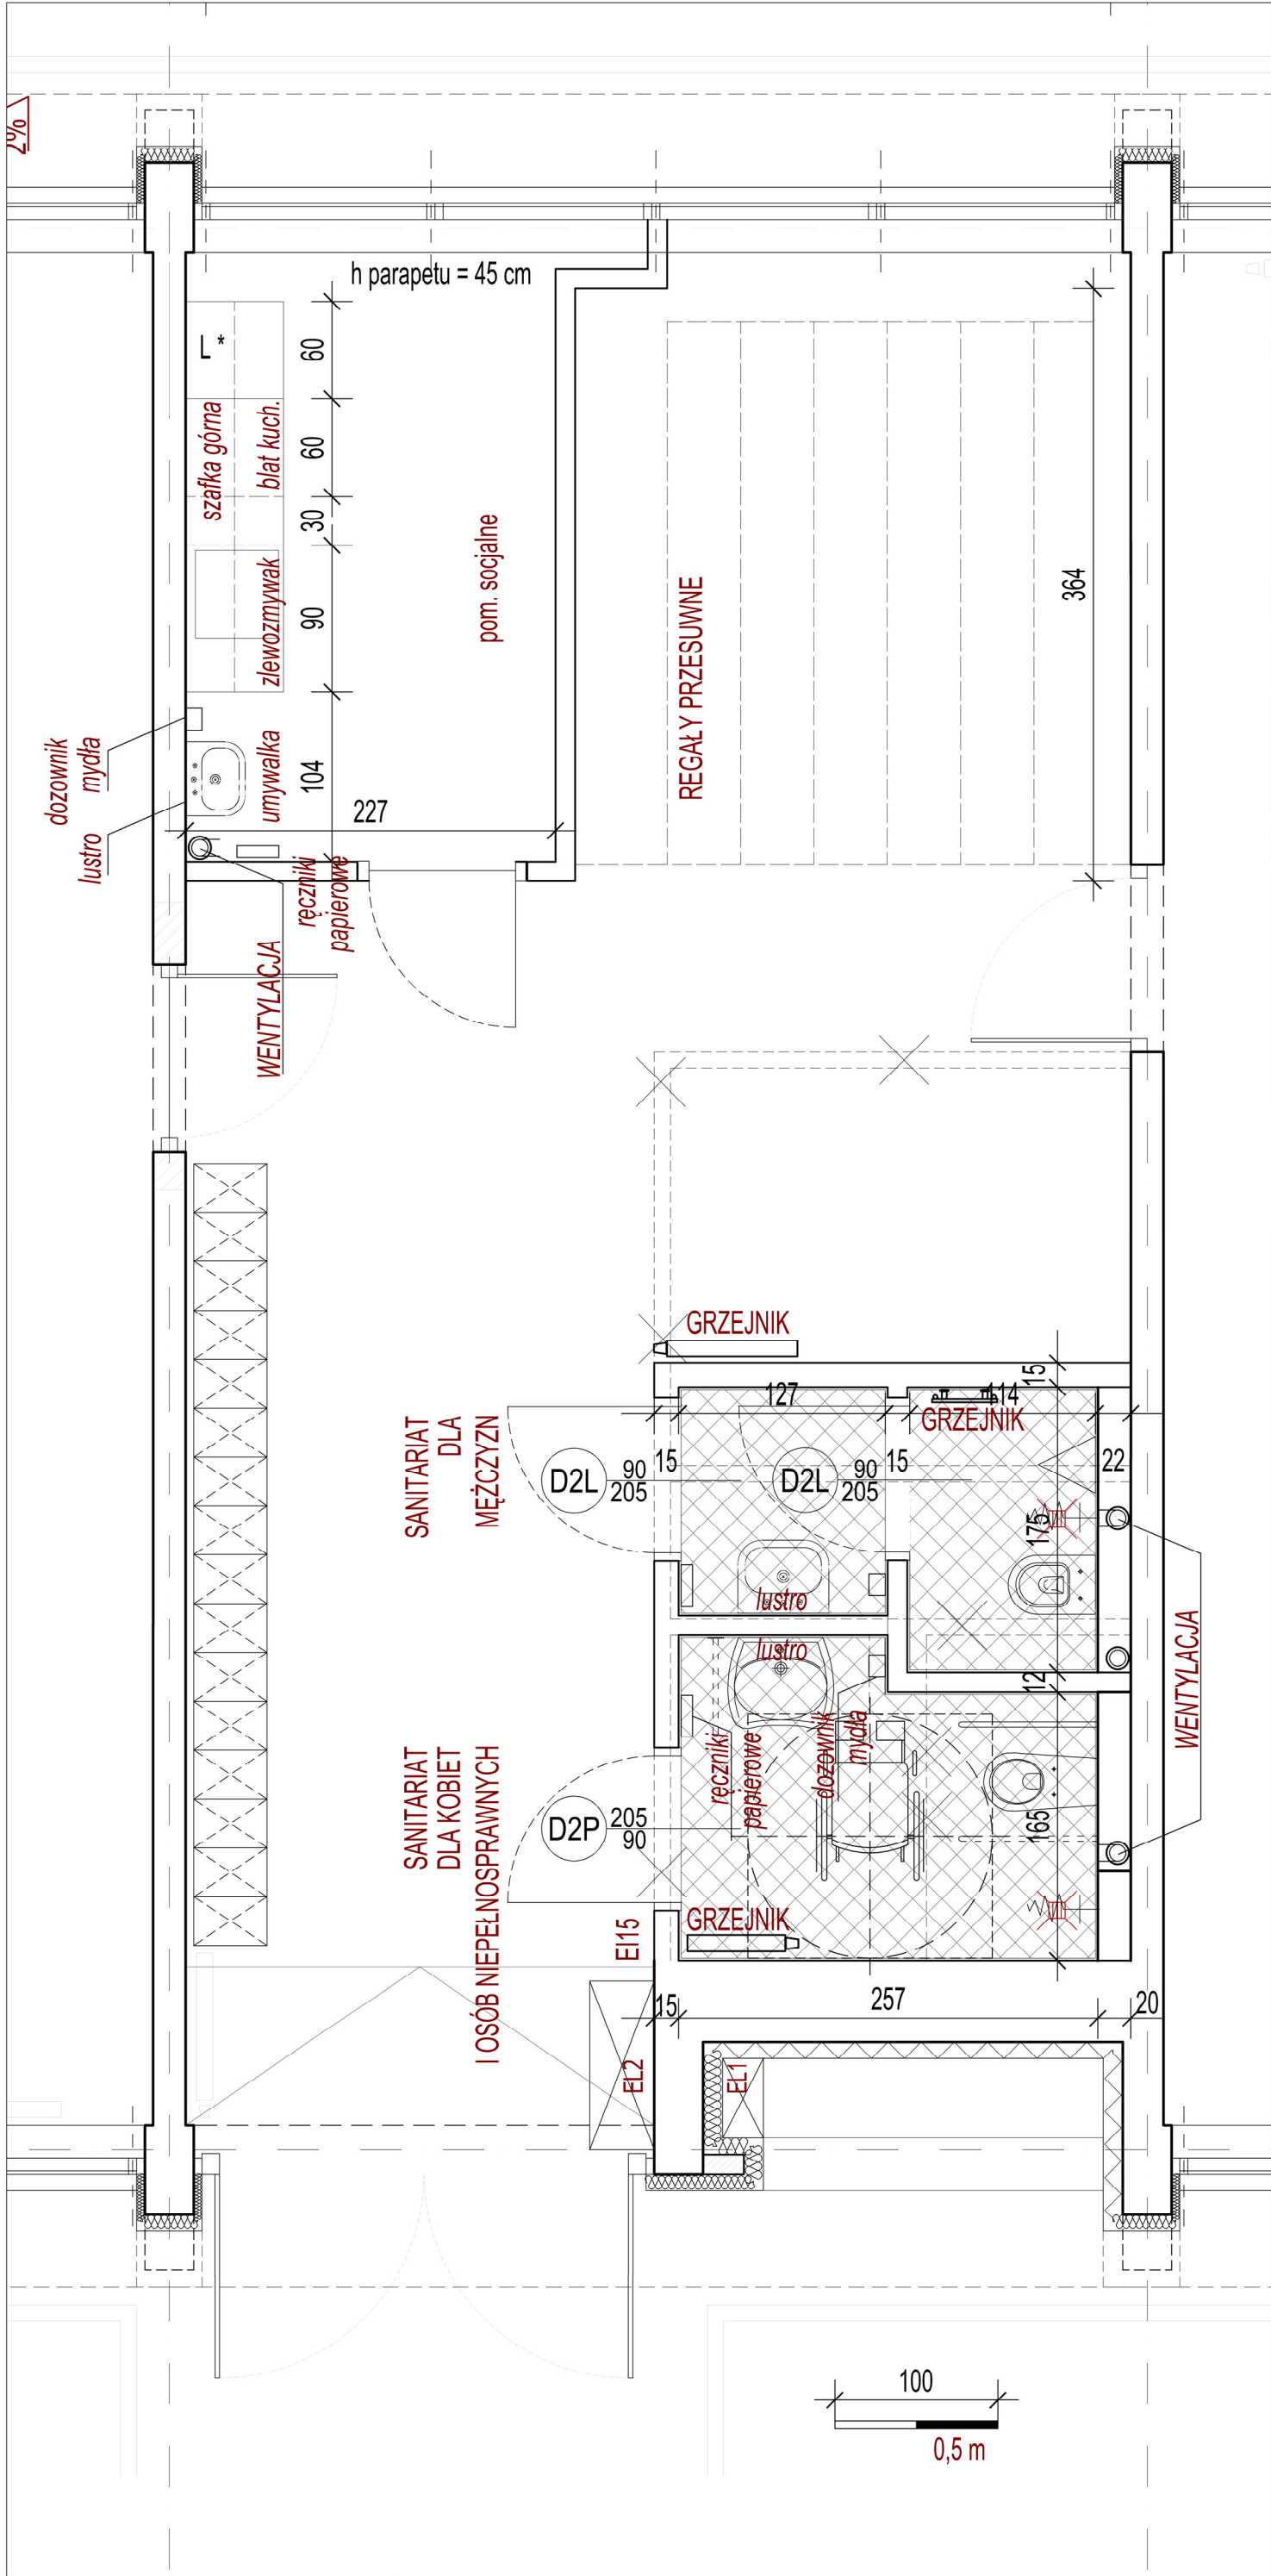 2%
h parapetu = 45 cm
L *
60
szafka górna
blat kuch.
60
30
zlewozmywak
90
pom. socjalne
REGAŁY PRZESUWNE
364
dozownik
mydła
lustro
umywalka
104
227
ręczniki
papierowe
WENTYLACJA
GRZEJNIK
15
127
114
GRZEJNIK
SANITARIAT
DLA
MĘŻCZYZN
D2L
90
205
15
D2L
90
205
15
22
175
lustro
lustro
12
WENTYLACJA
SANITARIAT
DLA KOBIET
I OSÓB NIEPEŁNOSPRAWNYCH
D2P
205
90
ręczniki
papierowe
dozownik
mydła
165
GRZEJNIK
EI15
15
257
20
EL2
EL1
100
0,5 m